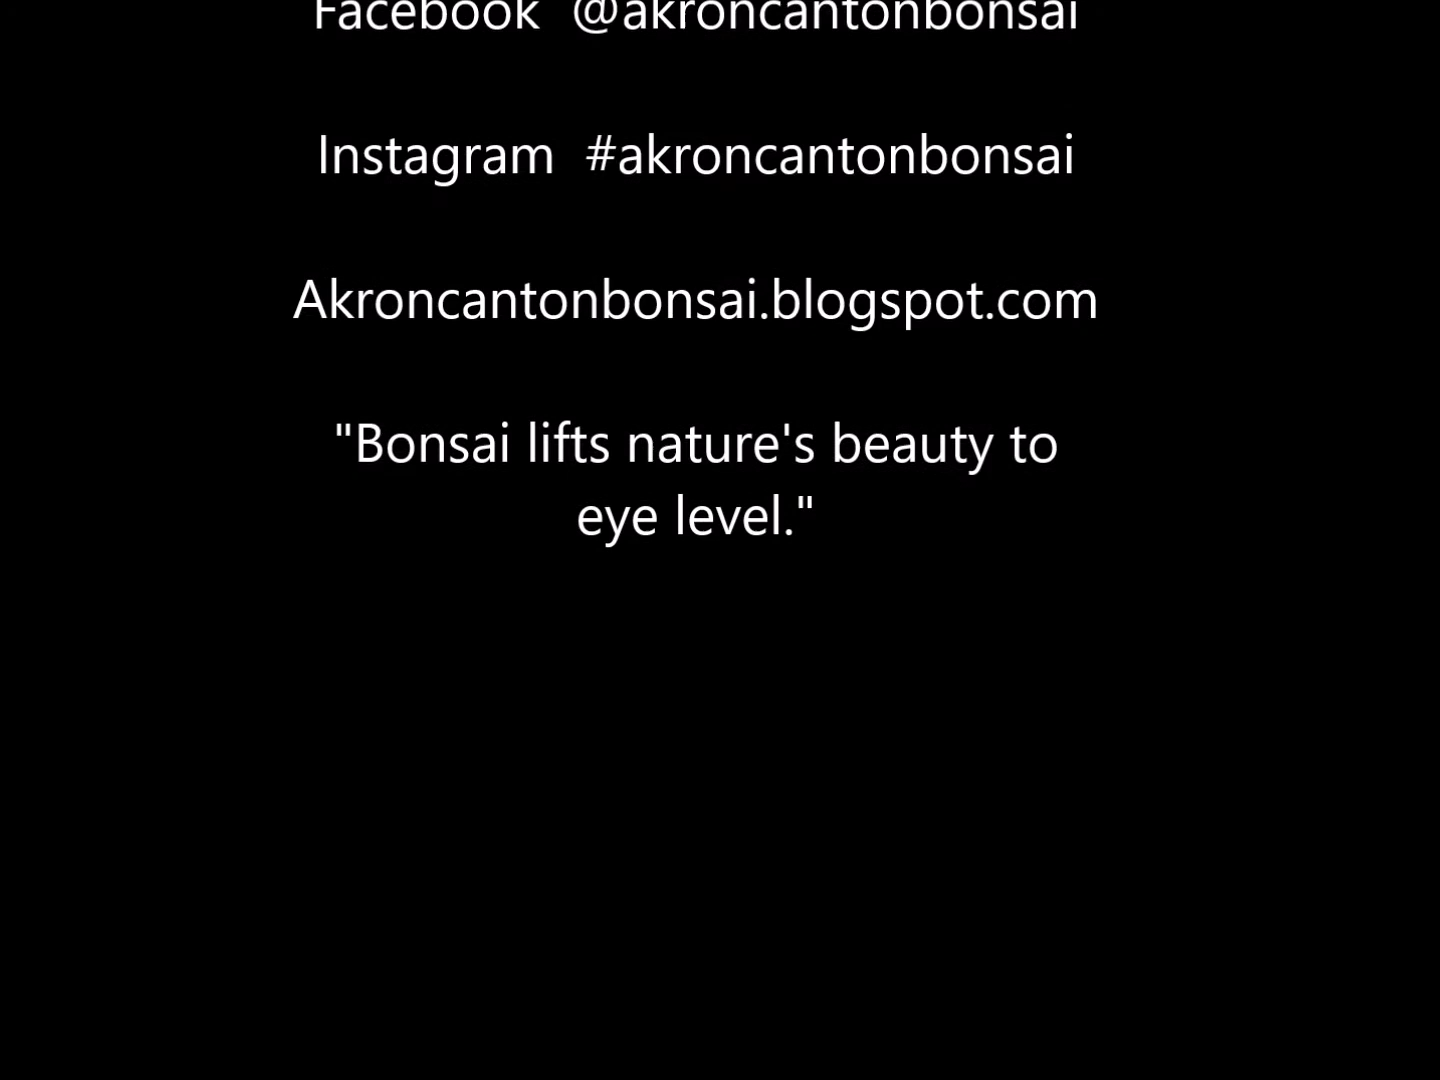 Facebook  @akroncantonbonsai
Instagram  #akroncantonbonsai
Akroncantonbonsai.blogspot.com
"Bonsai lifts nature's beauty to
eye level."